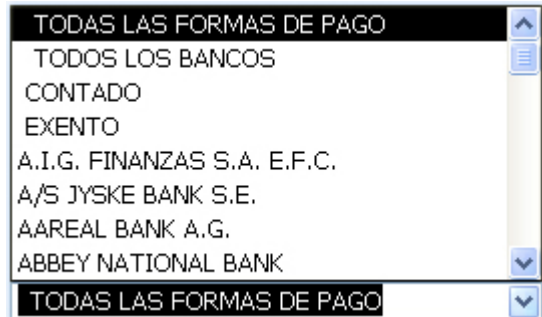 TODAS LAS FORMAS DE PAGO
TODOS LOS BANCOS
CONTADO
EXENTO
A.I.G. FINANZAS S.A. E.F.C.
A/S JYSKE BANK S.E.
AAREAL BANK A.G.
ABBEY NATIONAL BANK
TODAS LAS FORMAS DE PAGO